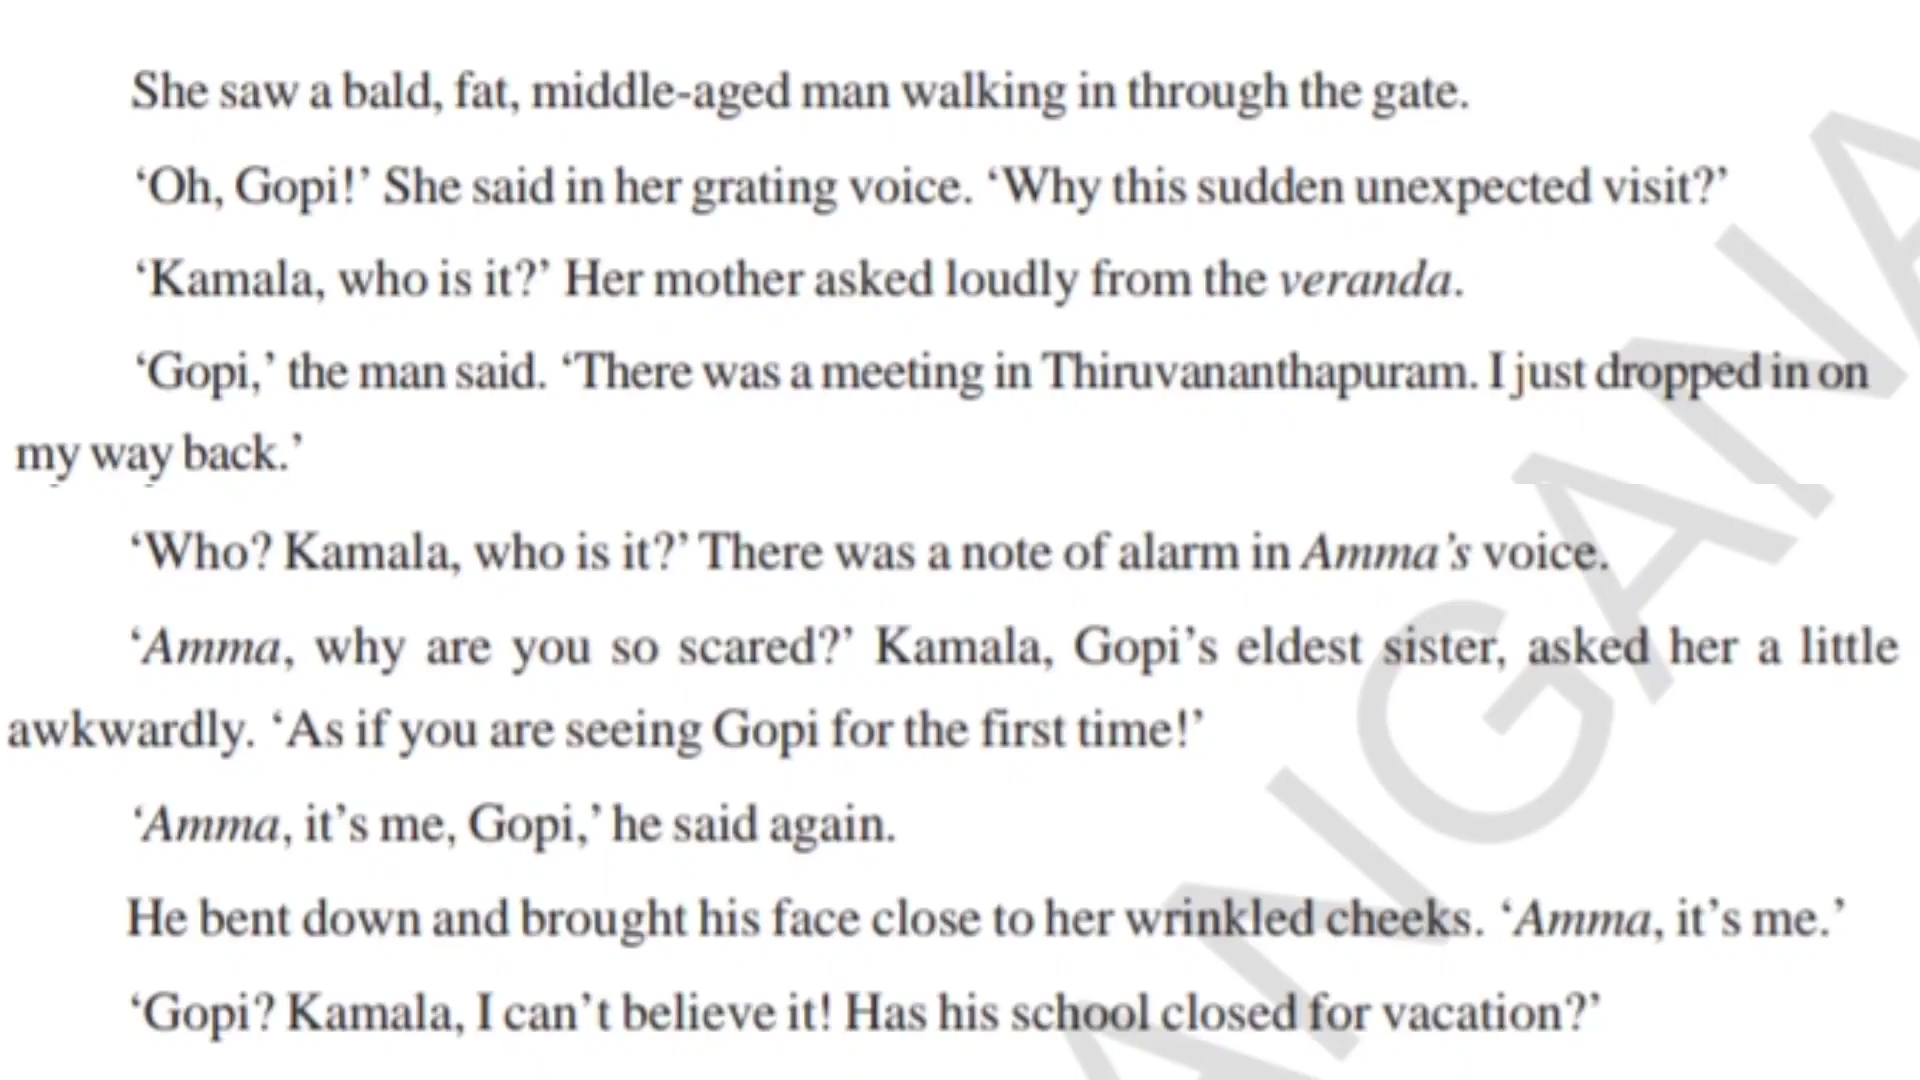 She saw a bald, fat, middle-aged man walking in through the gate.
‘Oh, Gopi!’ She said in her grating voice. ‘Why this sudden unexpected visit?’
‘Kamala, who is it?’ Her mother asked loudly from the veranda.
‘Gopi,’ the man said. ‘There was a meeting in Thiruvananthapuram. I just dropped in on
my way back.’
‘Who? Kamala, who is it?’ There was a note of alarm in Amma’s voice.
‘Amma, why are you so scared?’ Kamala, Gopi’s eldest sister, asked her a little
awkwardly. ‘As if you are seeing Gopi for the first time!’
‘Amma, it’s me, Gopi,’ he said again.
He bent down and brought his face close to her wrinkled cheeks. ‘Amma, it’s me.’
‘Gopi? Kamala, I can’t believe it! Has his school closed for vacation?’
ANGANA